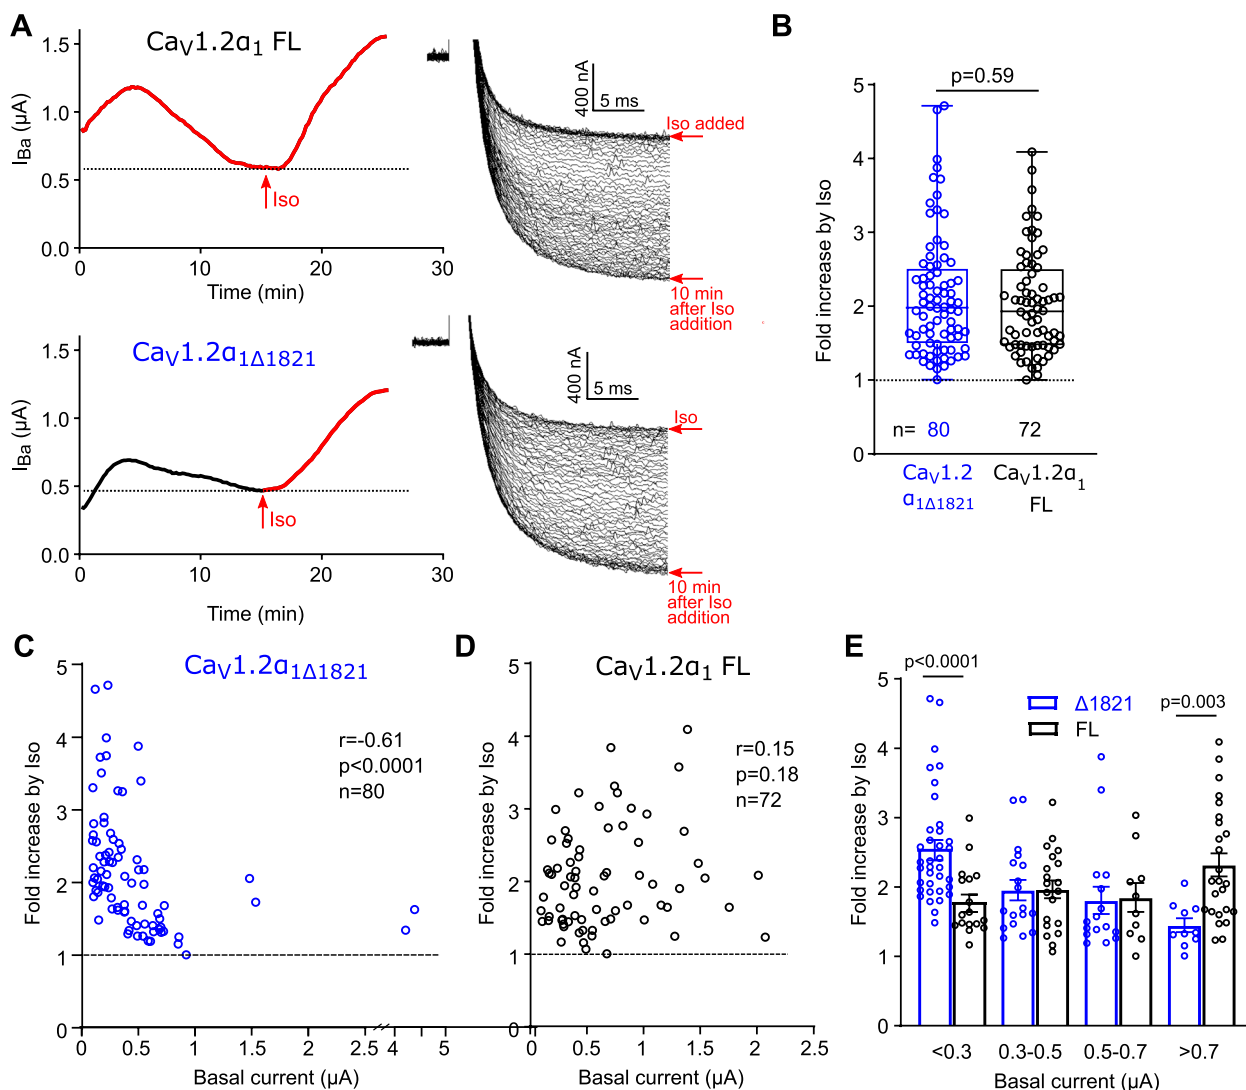 A
CaV1.2α1 FL
IBa (μA)
1.5
1.0
0.5
0.0
Iso
0
10
20
30
Time (min)
400 nA
5 ms
Iso added
10 min
after Iso
addition
CaV1.2α1Δ1821
IBa (μA)
1.5
1.0
0.5
0.0
Iso
0
10
20
30
Time (min)
400 nA
5 ms
Iso
10 min
after Iso
addition
B
p=0.59
Fold increase by Iso
5
4
3
2
1
0
n= 80 72
CaV1.2
α1Δ1821
CaV1.2α1
FL
C
CaV1.2α1Δ1821
r=-0.61
p<0.0001
n=80
Fold increase by Iso
5
4
3
2
1
0
0
0.5
1
1.5
2
2.5
4
5
Basal current (μA)
D
CaV1.2α1 FL
r=0.15
p=0.18
n=72
Fold increase by Iso
5
4
3
2
1
0
0
0.5
1
1.5
2
2.5
Basal current (μA)
E
p<0.0001
Δ1821
FL
p=0.003
Fold increase by Iso
5
4
3
2
1
0
<0.3
0.3-0.5
0.5-0.7
>0.7
Basal current (μA)